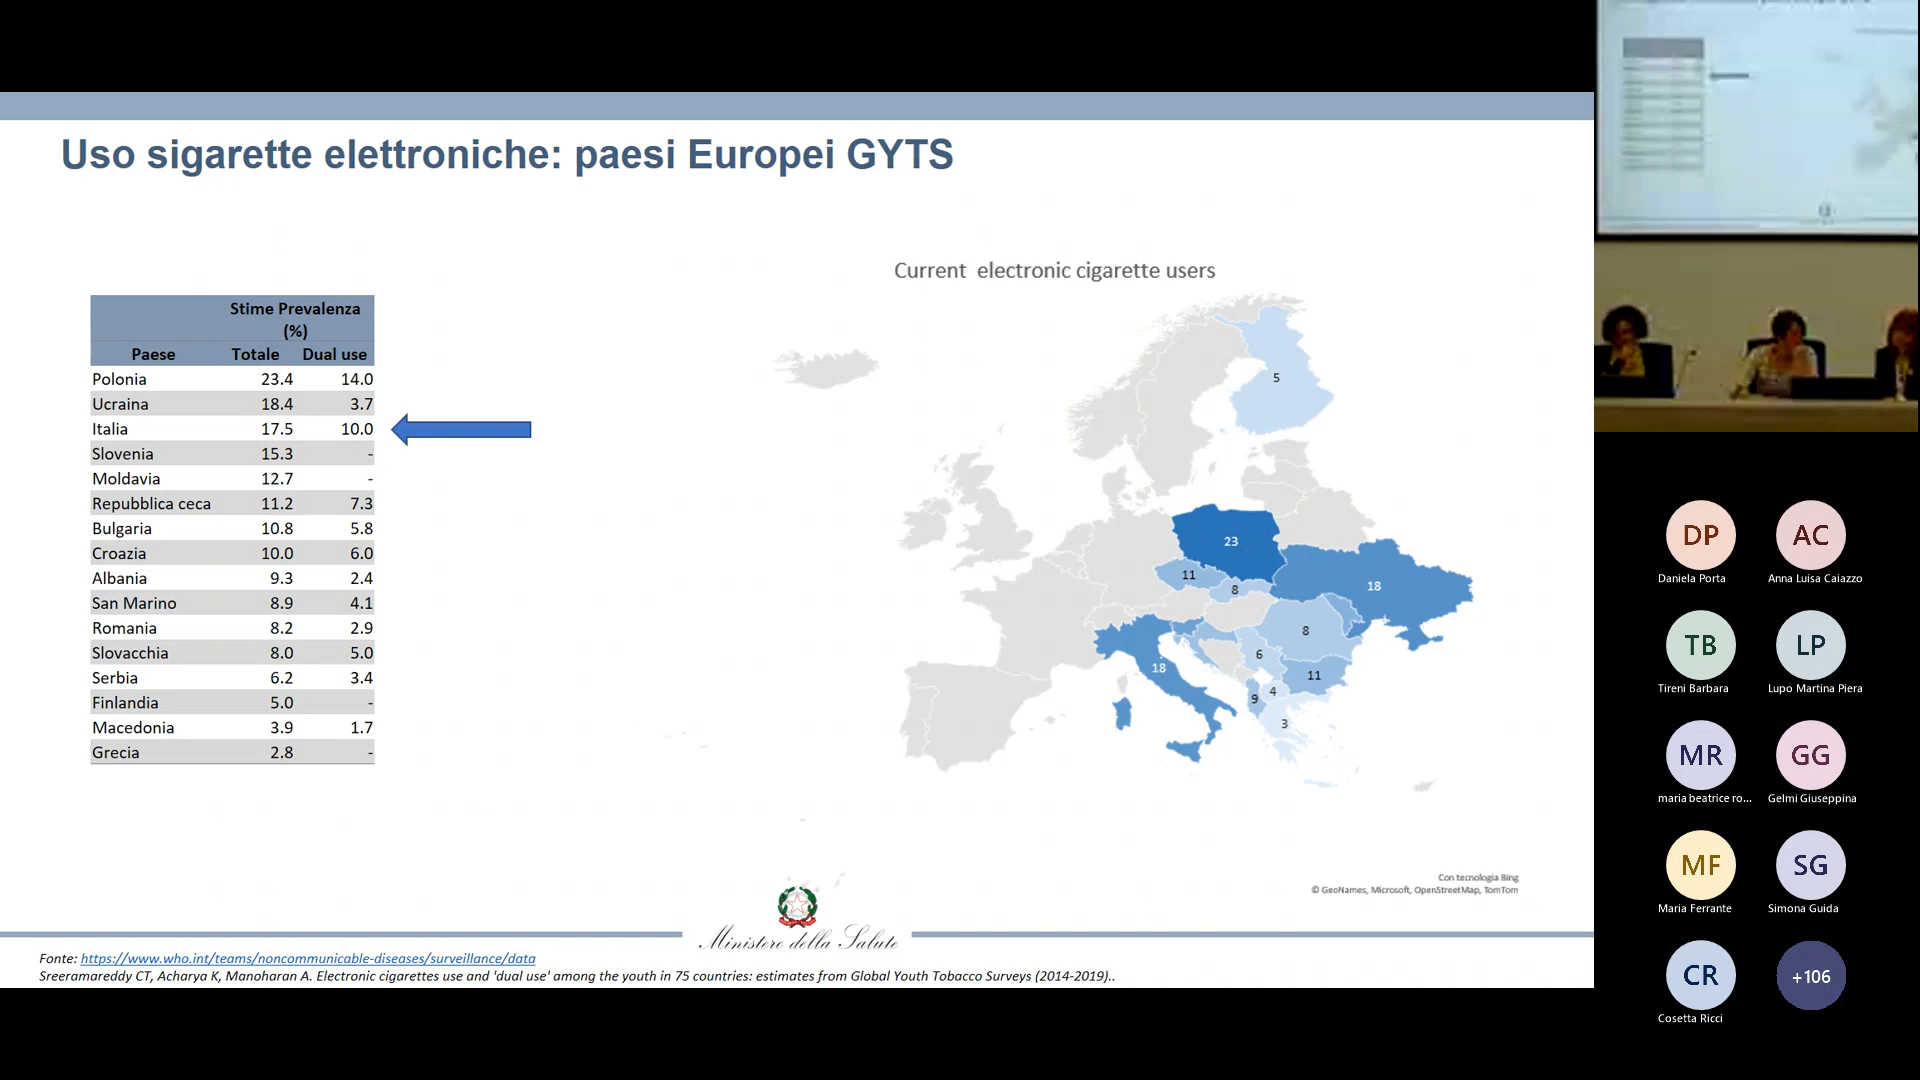 Uso sigarette elettroniche: paesi Europei GYTS
Stime Prevalenza
(%)
Paese Totale Dual use
Polonia 23.4 14.0
Ucraina 18.4 3.7
Italia 17.5 10.0
Slovenia 15.3 -
Moldavia 12.7 -
Repubblica ceca 11.2 7.3
Bulgaria 10.8 5.8
Croazia 10.0 6.0
Albania 9.3 2.4
San Marino 8.9 4.1
Romania 8.2 2.9
Slovacchia 8.0 5.0
Serbia 6.2 3.4
Finlandia 5.0 -
Macedonia 3.9 1.7
Grecia 2.8 -
Current electronic cigarette users
5
23
11
8
18
8
6
18
11
9
4
3
Con tecnologia Bing
© GeoNames, Microsoft, OpenStreetMap, TomTom
Ministero della Salute
Fonte: https://www.who.int/teams/noncommunicable-diseases/surveillance/data
Sreeramareddy CT, Acharya K, Manoharan A. Electronic cigarettes use and 'dual use' among the youth in 75 countries: estimates from Global Youth Tobacco Surveys (2014-2019)..
DP AC
Daniela Porta Anna Luisa Caiazzo
TB LP
Tireni Barbara Lupo Martina Piera
MR GG
maria beatrice ro... Gelmi Giuseppina
MF SG
Maria Ferrante Simona Guida
CR +106
Cosetta Ricci